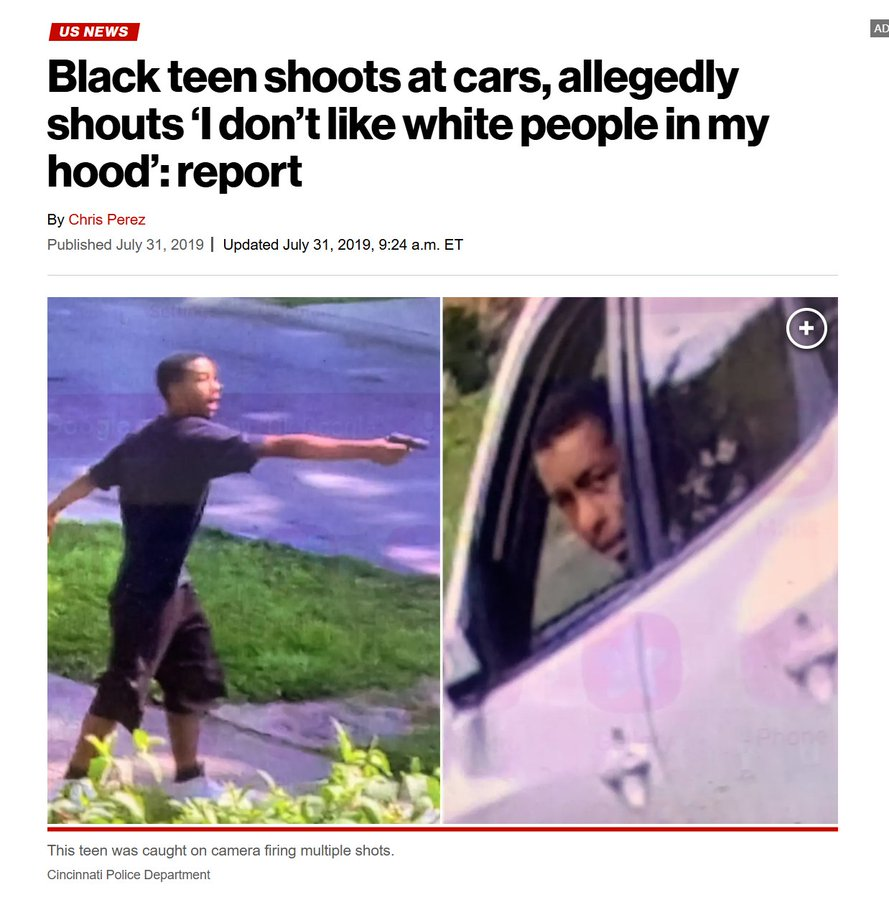 US NEWS
AD
Black teen shoots at cars, allegedly
shouts ‘I don’t like white people in my
hood’: report
By Chris Perez
Published July 31, 2019 | Updated July 31, 2019, 9:24 a.m. ET
This teen was caught on camera firing multiple shots.
Cincinnati Police Department